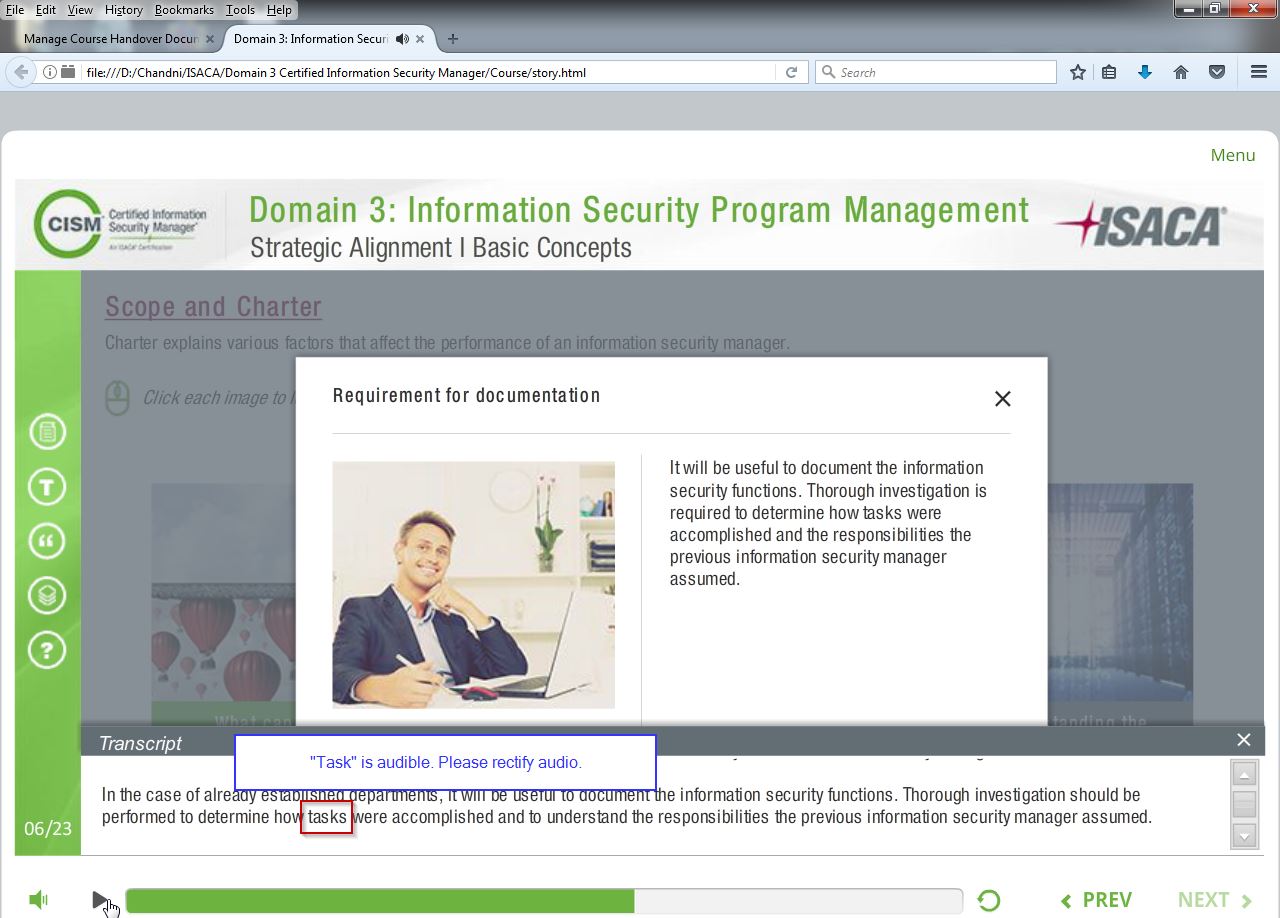 File Edit View History Bookmarks Tools Help
Manage Course Handover Docun
Domain 3: Information Securi
file:///D:/Chandni/ISACA/Domain 3 Certified Information Security Manager/Course/story.html
Search
Menu
CISM Certified Information
Security Manager®
An ISACA® Certification
Domain 3: Information Security Program Management
Strategic Alignment I Basic Concepts
ISACA®
Scope and Charter
Charter explains various factors that affect the performance of an information security manager.
Click each image to l
Requirement for documentation
It will be useful to document the information
security functions. Thorough investigation is
required to determine how tasks were
accomplished and the responsibilities the
previous information security manager
assumed.
T
?
What can
tanding the
Transcript
"Task" is audible. Please rectify audio.
In the case of already established departments, it will be useful to document the information security functions. Thorough investigation should be
performed to determine how tasks were accomplished and to understand the responsibilities the previous information security manager assumed.
06/23
PREV
NEXT